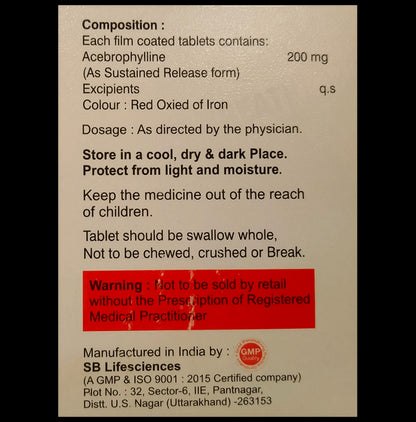 Composition :
Each film coated tablets contains:
Acebrophylline 200 mg
(As Sustained Release form)
Excipients q.s
Colour : Red Oxied of Iron
Dosage : As directed by the physician.
Store in a cool, dry & dark Place.
Protect from light and moisture.
Keep the medicine out of the reach
of children.
Tablet should be swallow whole,
Not to be chewed, crushed or Break.
Warning : Not to be sold by retail
without the Prescription of Registered
Medical Practitioner
Manufactured in India by :
GMP
Quality
SB Lifesciences
(A GMP & ISO 9001 : 2015 Certified company)
Plot No. : 32, Sector-6, IIE, Pantnagar,
Distt. U.S. Nagar (Uttarakhand) -263153